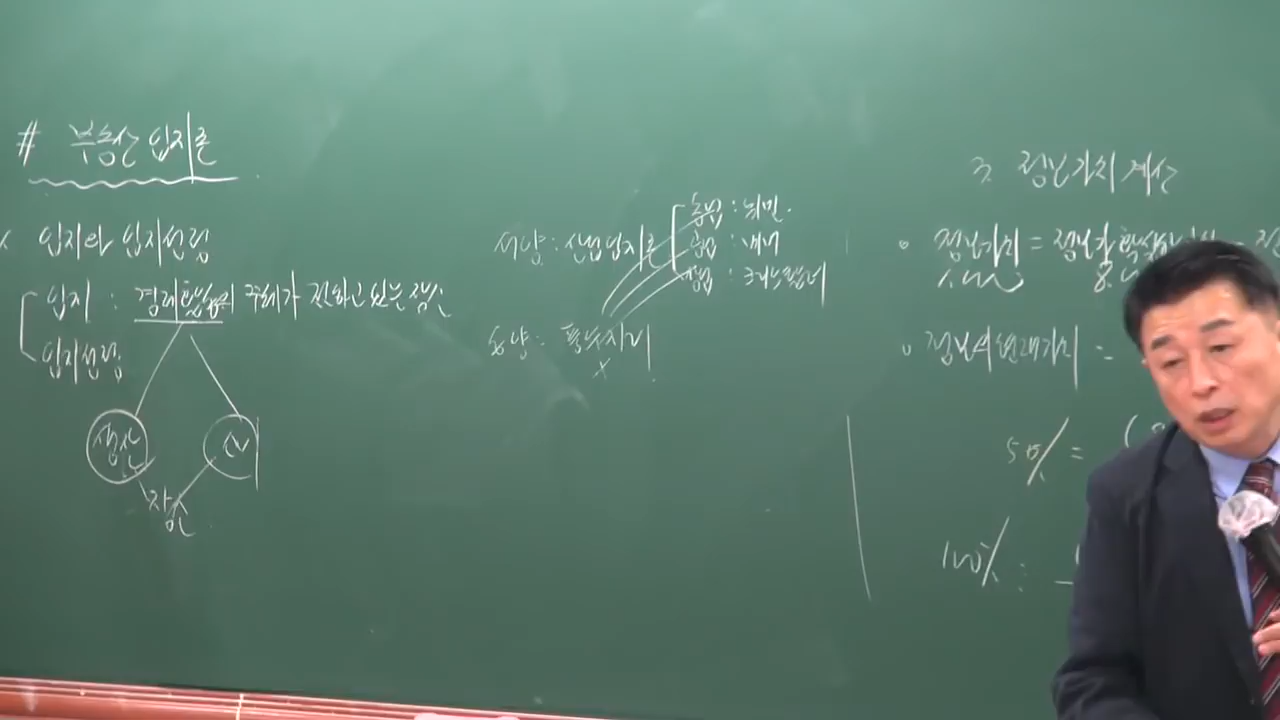 # 부동산 입지론
입지와 입지선정
입지 : 경제활동의 주체가 점하고 있는 장소
입지선정
생산
소비
서양 : 산업입지론
농업 : 튀넨.
공업 : 베버
상업 : 크리스탈러
동양 : 풍수지리
x
3. 정보가치계산
정보가치 =
정보의 현재가치 =
50% = (
100% :